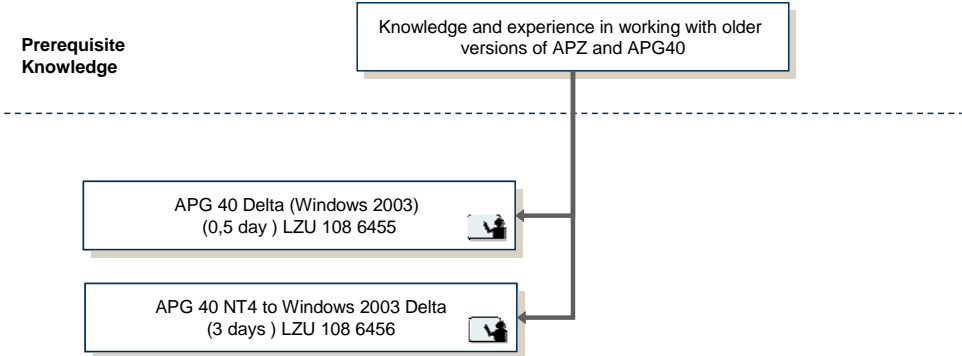 Knowledge and experience in working with older
versions of APZ and APG40
Prerequisite
Knowledge
APG 40 Delta (Windows 2003)
(0,5 day ) LZU 108 6455
APG 40 NT4 to Windows 2003 Delta
(3 days ) LZU 108 6456